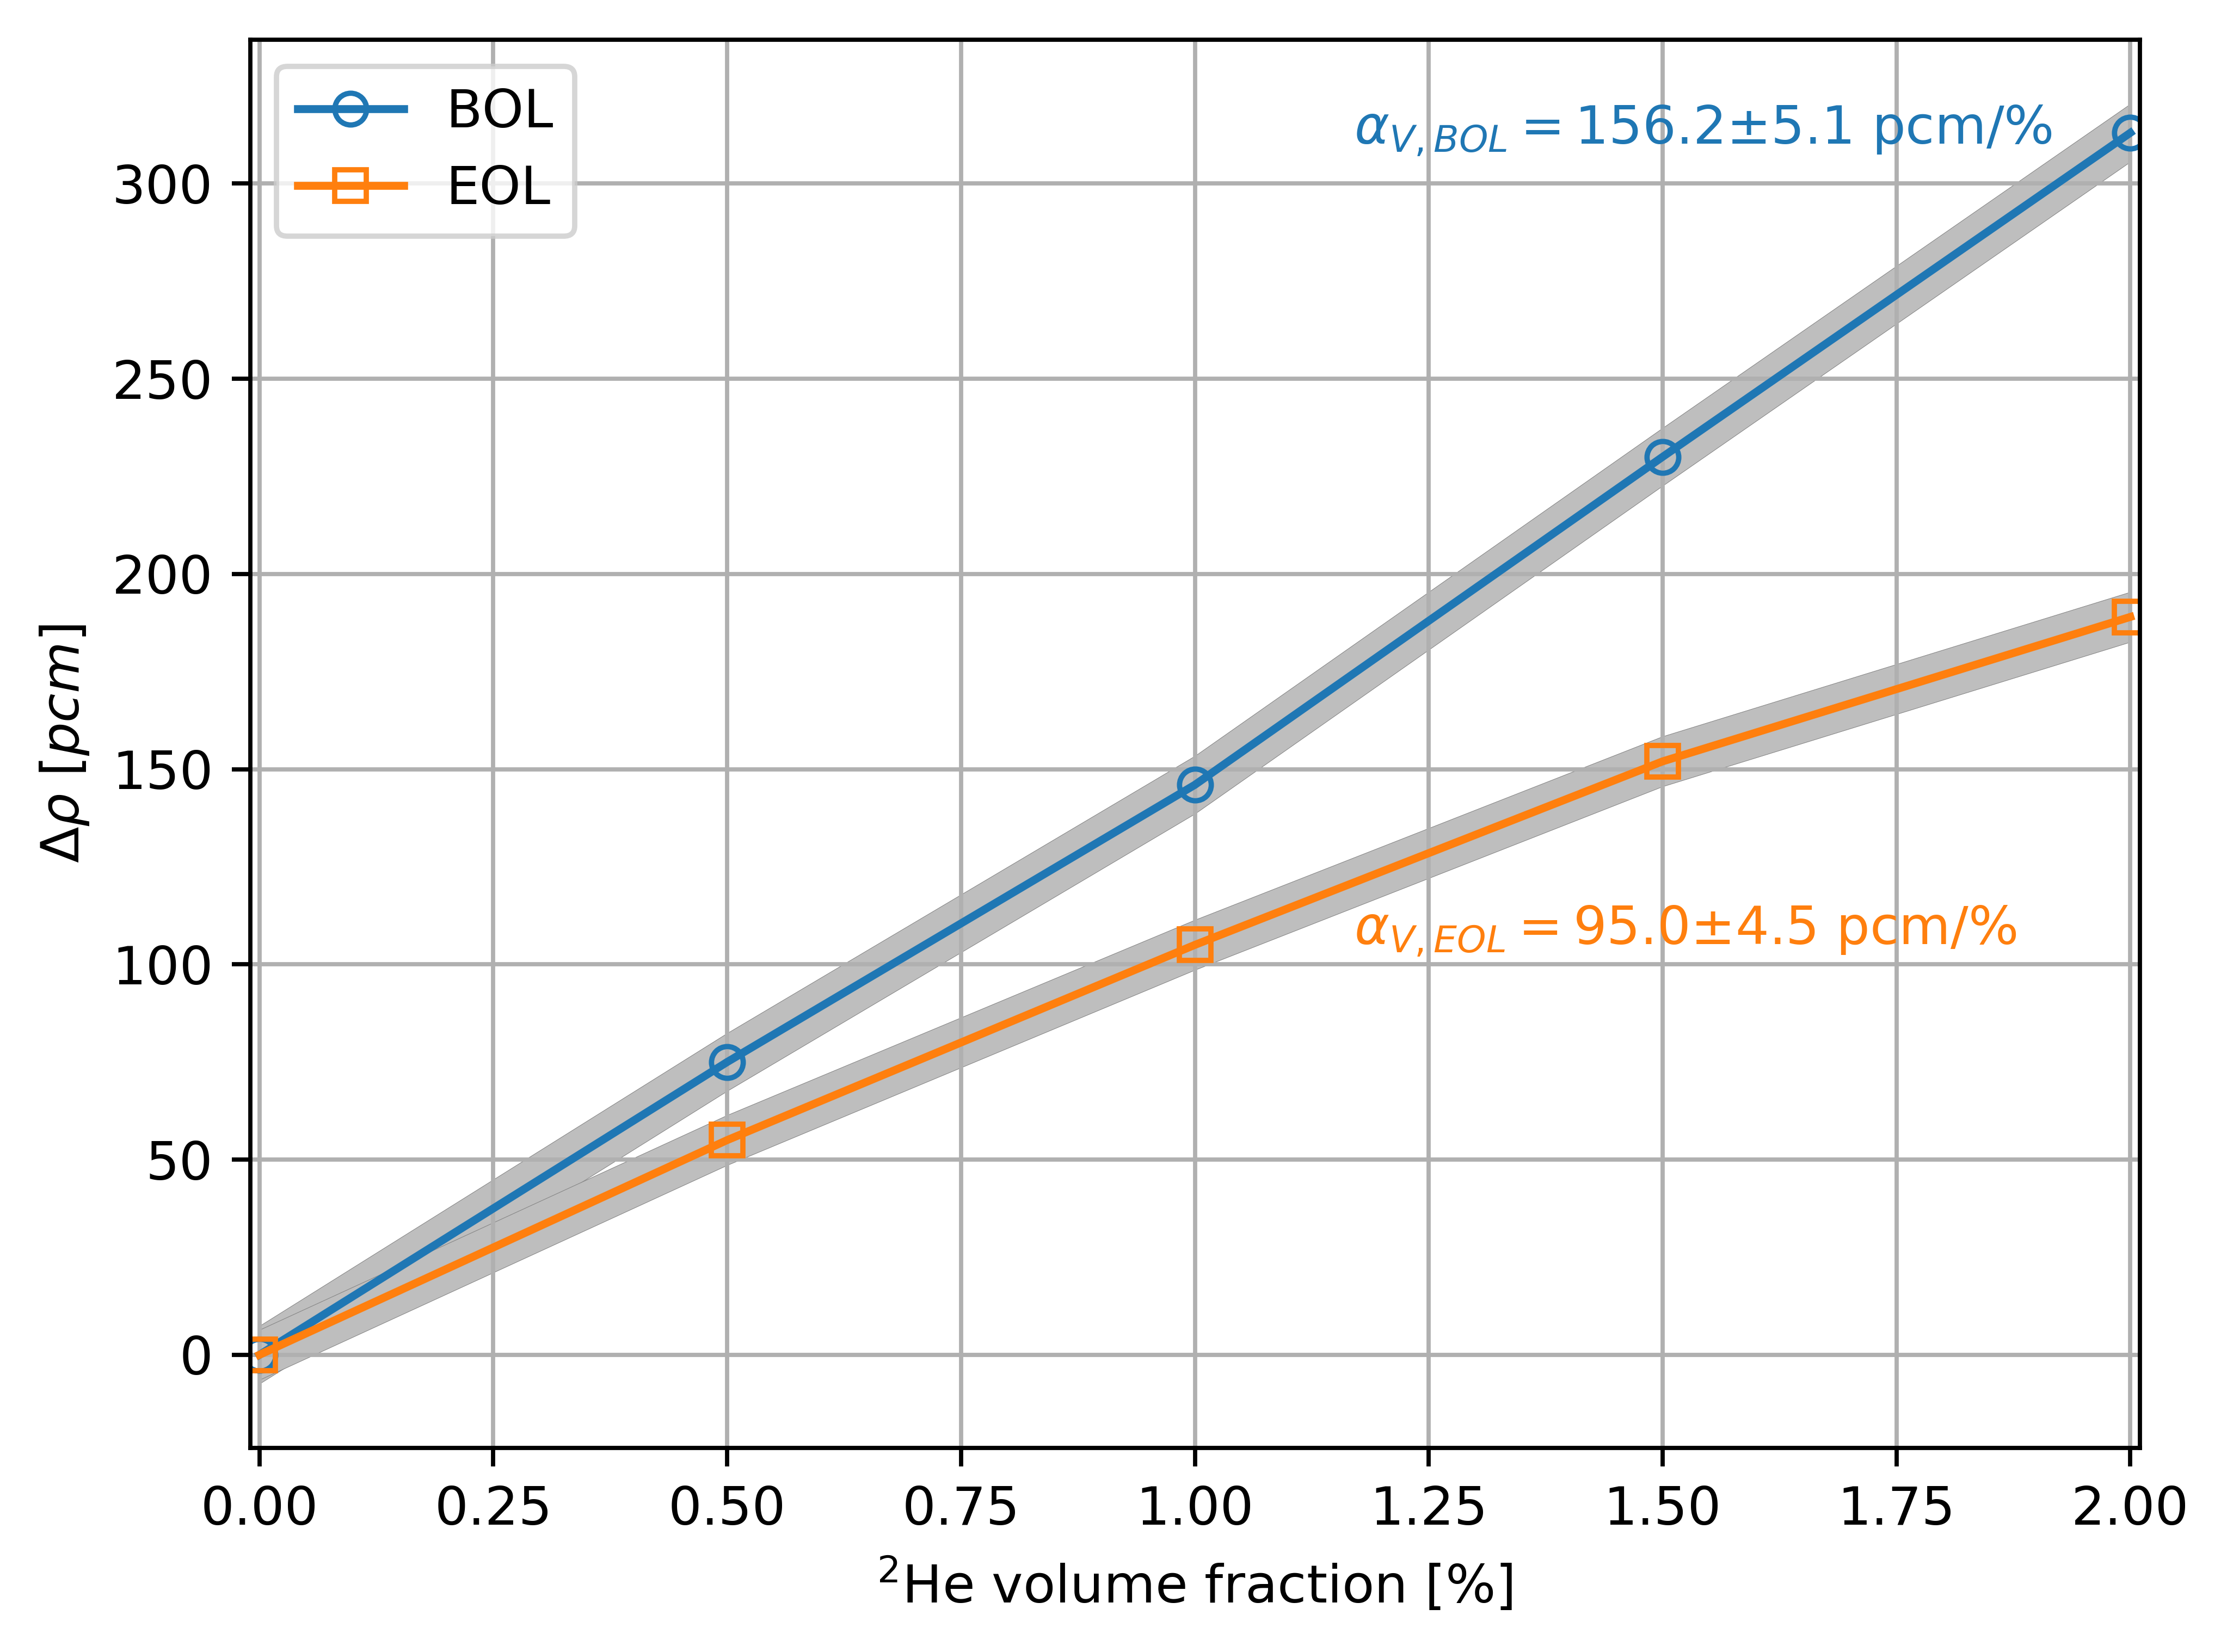 BOL
EOL
α_{V, BOL} = 156.2±5.1 pcm/%
α_{V, EOL} = 95.0±4.5 pcm/%
Δρ [pcm]
300
250
200
150
100
50
0
0.00 0.25 0.50 0.75 1.00 1.25 1.50 1.75 2.00
²He volume fraction [%]